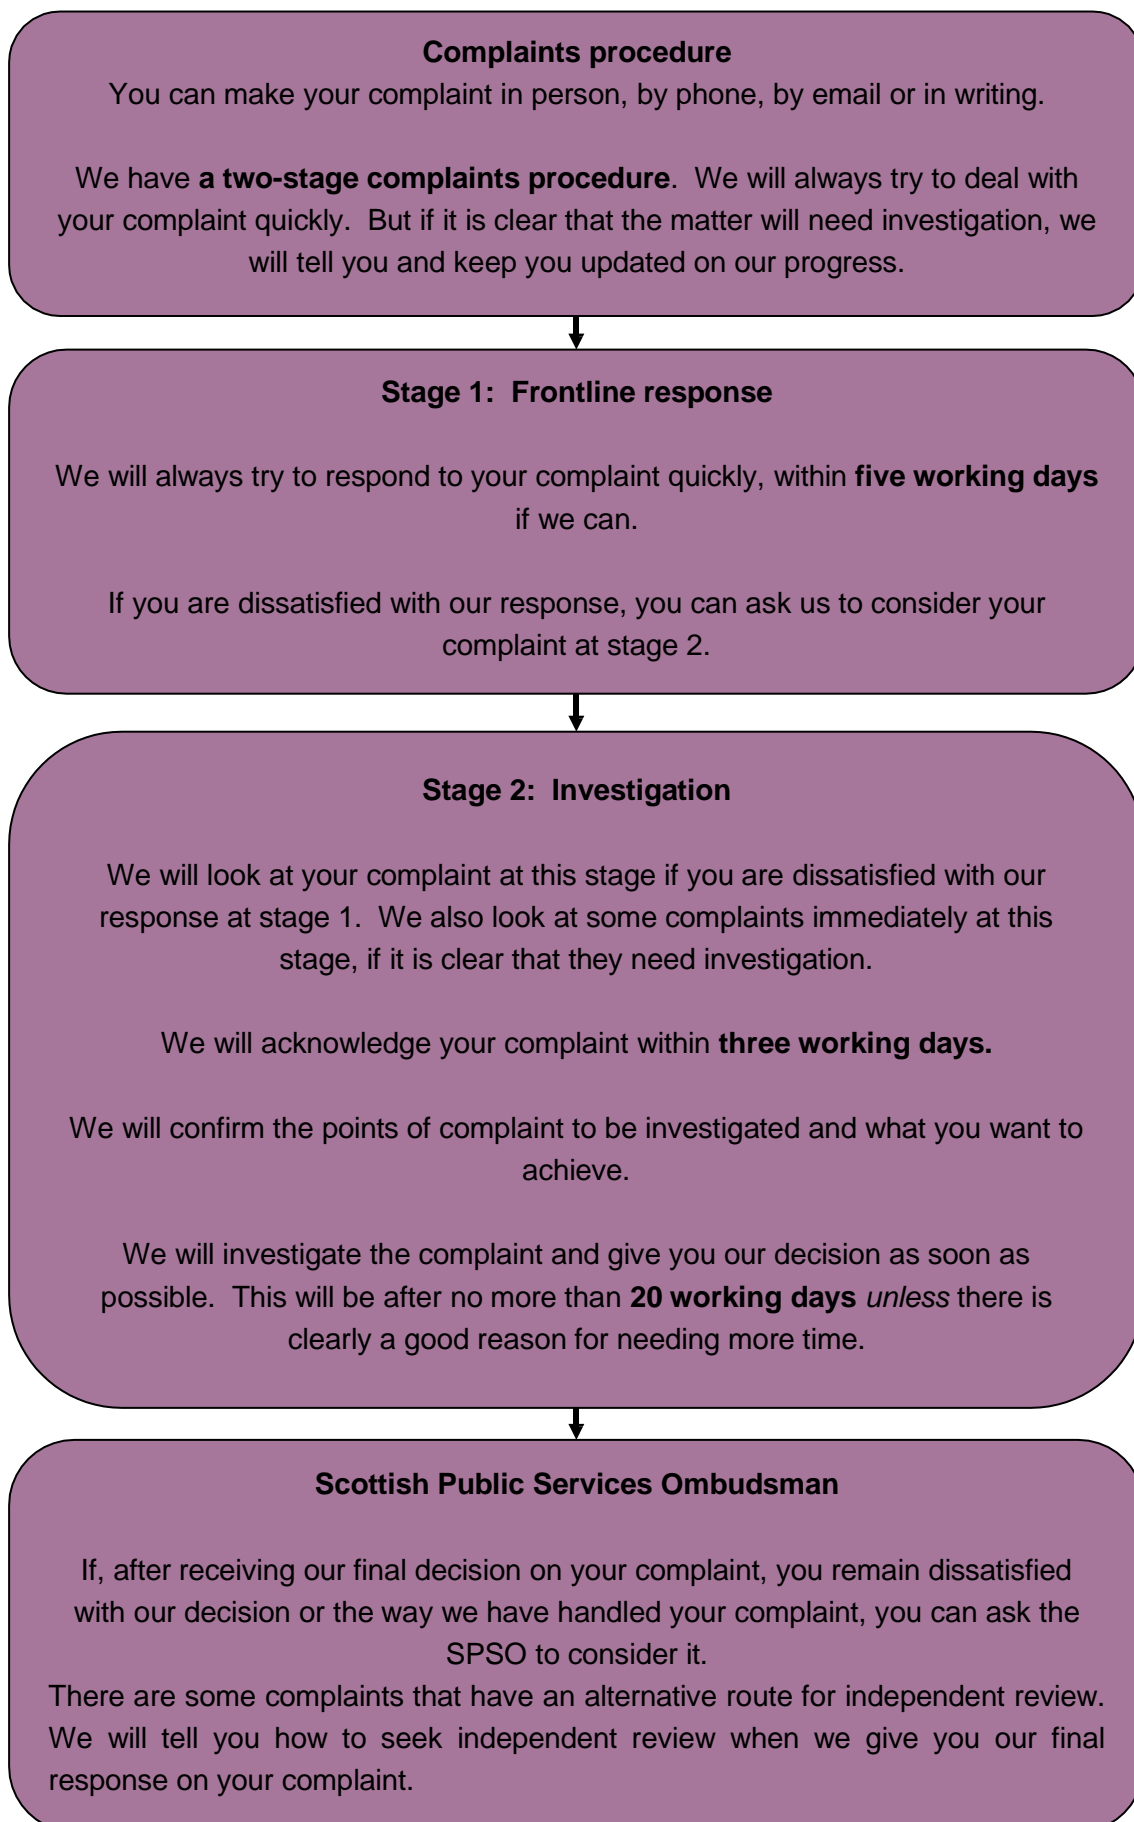 Complaints procedure
You can make your complaint in person, by phone, by email or in writing.
We have a two-stage complaints procedure.  We will always try to deal with
your complaint quickly.  But if it is clear that the matter will need investigation, we
will tell you and keep you updated on our progress.
Stage 1:  Frontline response
We will always try to respond to your complaint quickly, within five working days
if we can.
If you are dissatisfied with our response, you can ask us to consider your
complaint at stage 2.
Stage 2:  Investigation
We will look at your complaint at this stage if you are dissatisfied with our
response at stage 1.  We also look at some complaints immediately at this
stage, if it is clear that they need investigation.
We will acknowledge your complaint within three working days.
We will confirm the points of complaint to be investigated and what you want to
achieve.
We will investigate the complaint and give you our decision as soon as
possible.  This will be after no more than 20 working days unless there is
clearly a good reason for needing more time.
Scottish Public Services Ombudsman
If, after receiving our final decision on your complaint, you remain dissatisfied
with our decision or the way we have handled your complaint, you can ask the
SPSO to consider it.
There are some complaints that have an alternative route for independent review.
We will tell you how to seek independent review when we give you our final
response on your complaint.